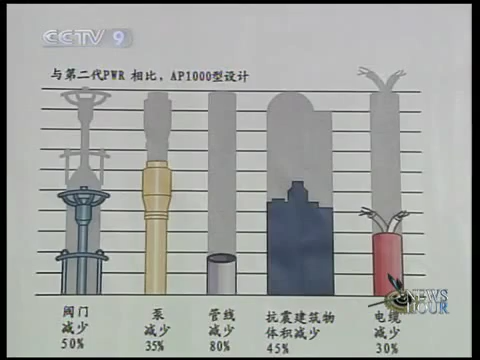 CCTV 9
与第二代PWR 相比，AP1000型设计
阀门
减少
50%
泵
减少
35%
管线
减少
80%
抗震建筑物
体积减少
45%
电缆
减少
30%
NEWS
HOUR